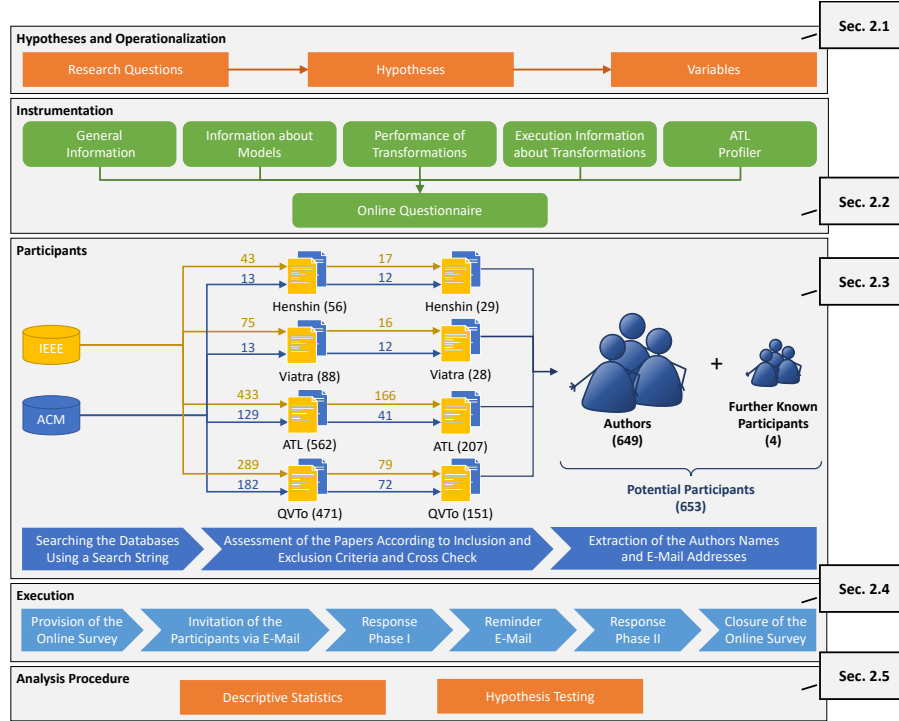 Sec. 2.1
Hypotheses and Operationalization
Research Questions
Hypotheses
Variables
Instrumentation
General
Information
Information about
Models
Performance of
Transformations
Execution Information
about Transformations
ATL
Profiler
Online Questionnaire
Sec. 2.2
Participants
Sec. 2.3
IEEE
ACM
43
13
Henshin (56)
17
12
Henshin (29)
75
13
Viatra (88)
16
12
Viatra (28)
433
129
ATL (562)
166
41
ATL (207)
289
182
QVTo (471)
79
72
QVTo (151)
Authors
(649)
+
Further Known
Participants
(4)
Potential Participants
(653)
Searching the Databases
Using a Search String
Assessment of the Papers According to Inclusion and
Exclusion Criteria and Cross Check
Extraction of the Authors Names
and E-Mail Addresses
Sec. 2.4
Execution
Provision of the
Online Survey
Invitation of the
Participants via E-Mail
Response
Phase I
Reminder
E-Mail
Response
Phase II
Closure of the
Online Survey
Sec. 2.5
Analysis Procedure
Descriptive Statistics
Hypothesis Testing